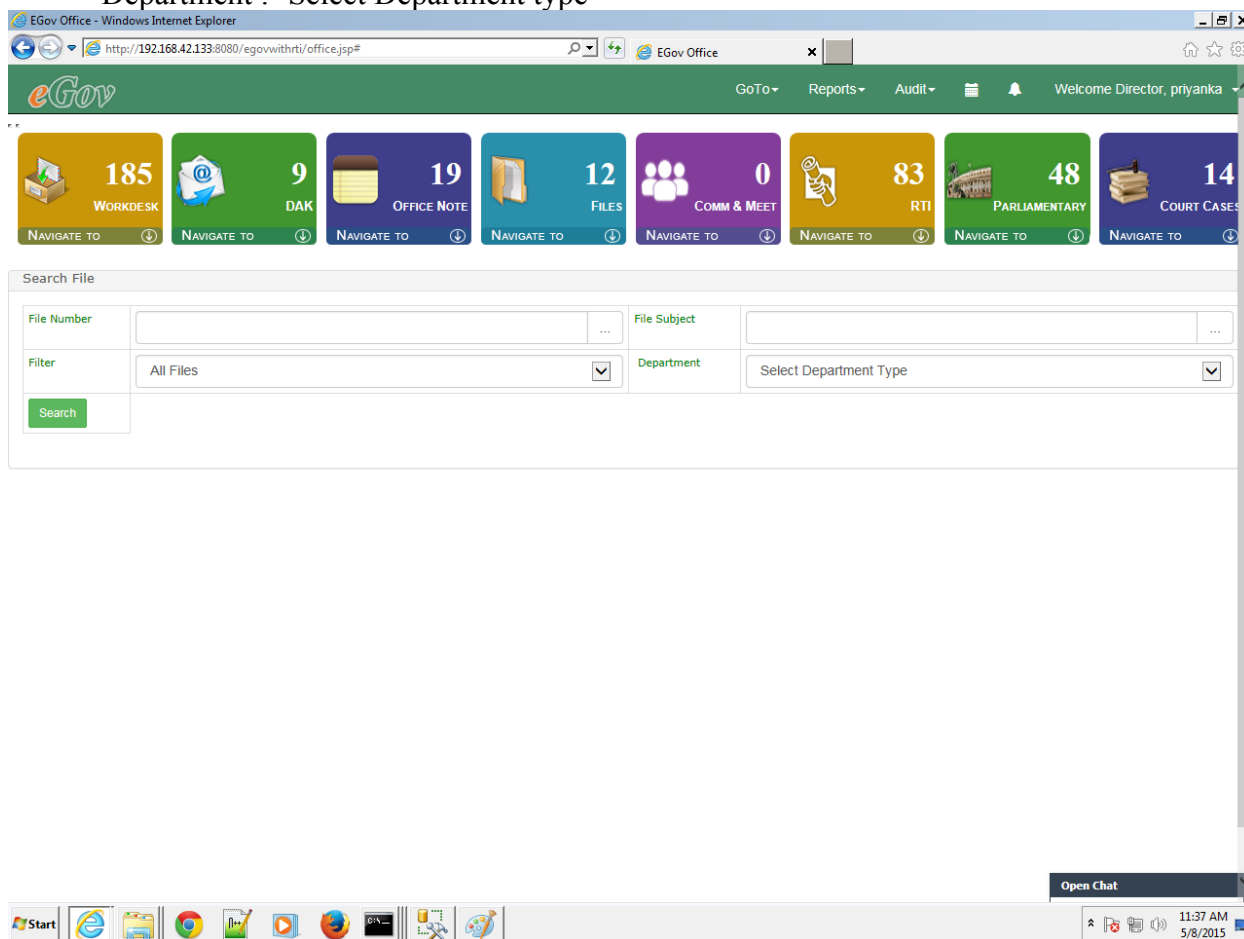 Department : Select Department type
EGov Office - Windows Internet Explorer
http://192.168.42.133:8080/egovwithrti/office.jsp#
EGov Office
eGov
GoTo
Reports
Audit
Welcome Director, priyanka
185
WORKDESK
NAVIGATE TO
9
DAK
NAVIGATE TO
19
OFFICE NOTE
NAVIGATE TO
12
FILES
NAVIGATE TO
0
COMM & MEET
NAVIGATE TO
83
RTI
NAVIGATE TO
48
PARLIAMENTARY
NAVIGATE TO
14
COURT CASES
NAVIGATE TO
Search File
File Number
...
File Subject
...
Filter
All Files
Department
Select Department Type
Search
Open Chat
Start
11:37 AM
5/8/2015